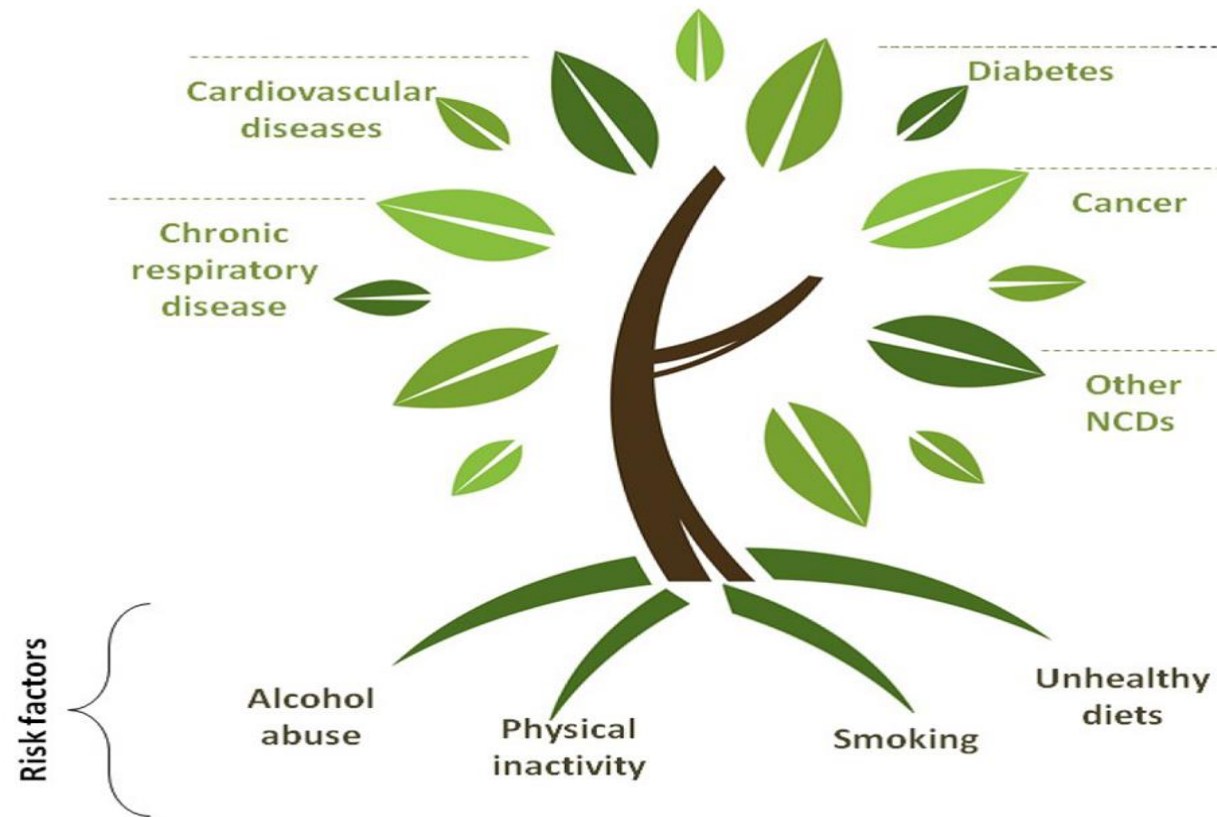 Cardiovascular
diseases
Diabetes
Chronic
respiratory
disease
Cancer
Other
NCDs
Risk factors
Alcohol
abuse
Physical
inactivity
Smoking
Unhealthy
diets